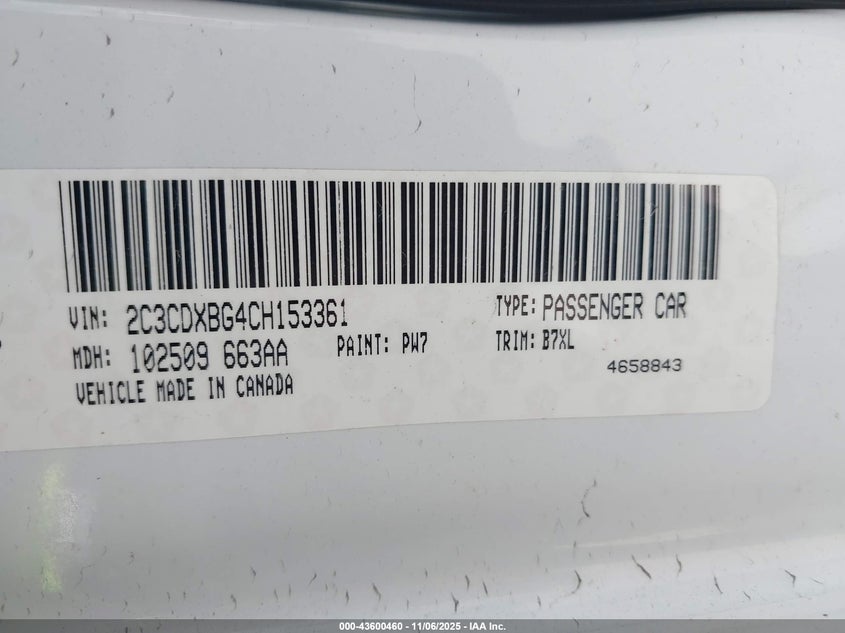 VIN: 2C3CDXBG4CH153361 TYPE: PASSENGER CAR
MDH: 102509 663AA PAINT: PW7 TRIM: B7XL
4658843
VEHICLE MADE IN CANADA
000-43600460 - 11/06/2025 - IAA Inc.